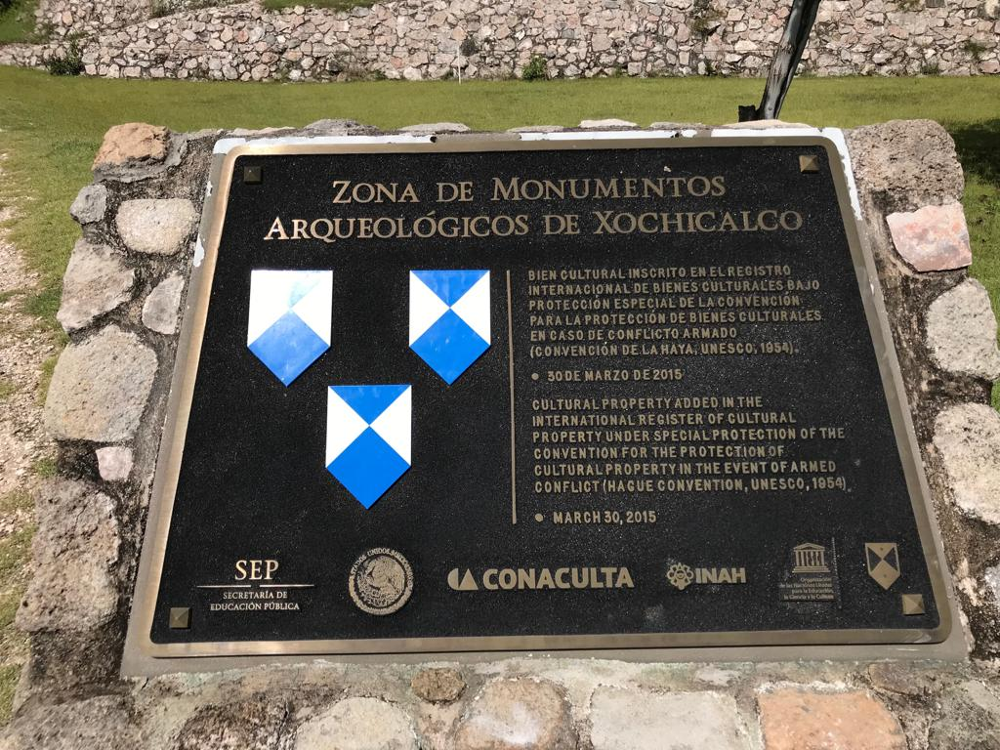 ZONA DE MONUMENTOS
ARQUEOLÓGICOS DE XOCHICALCO
BIEN CULTURAL INSCRITO EN EL REGISTRO
INTERNACIONAL DE BIENES CULTURALES BAJO
PROTECCIÓN ESPECIAL DE LA CONVENCIÓN
PARA LA PROTECCIÓN DE BIENES CULTURALES
EN CASO DE CONFLICTO ARMADO
(CONVENCIÓN DE LA HAYA, UNESCO, 1954).
• 30 DE MARZO DE 2015
CULTURAL PROPERTY ADDED IN THE
INTERNATIONAL REGISTER OF CULTURAL
PROPERTY UNDER SPECIAL PROTECTION OF THE
CONVENTION FOR THE PROTECTION OF
CULTURAL PROPERTY IN THE EVENT OF ARMED
CONFLICT (HAGUE CONVENTION, UNESCO, 1954).
• MARCH 30, 2015
SEP
SECRETARÍA DE
EDUCACIÓN PÚBLICA
ESTADOS UNIDOS MEXICANOS
CONACULTA
INAH
Organización
de las Naciones Unidas
para la Educación,
la Ciencia y la Cultura